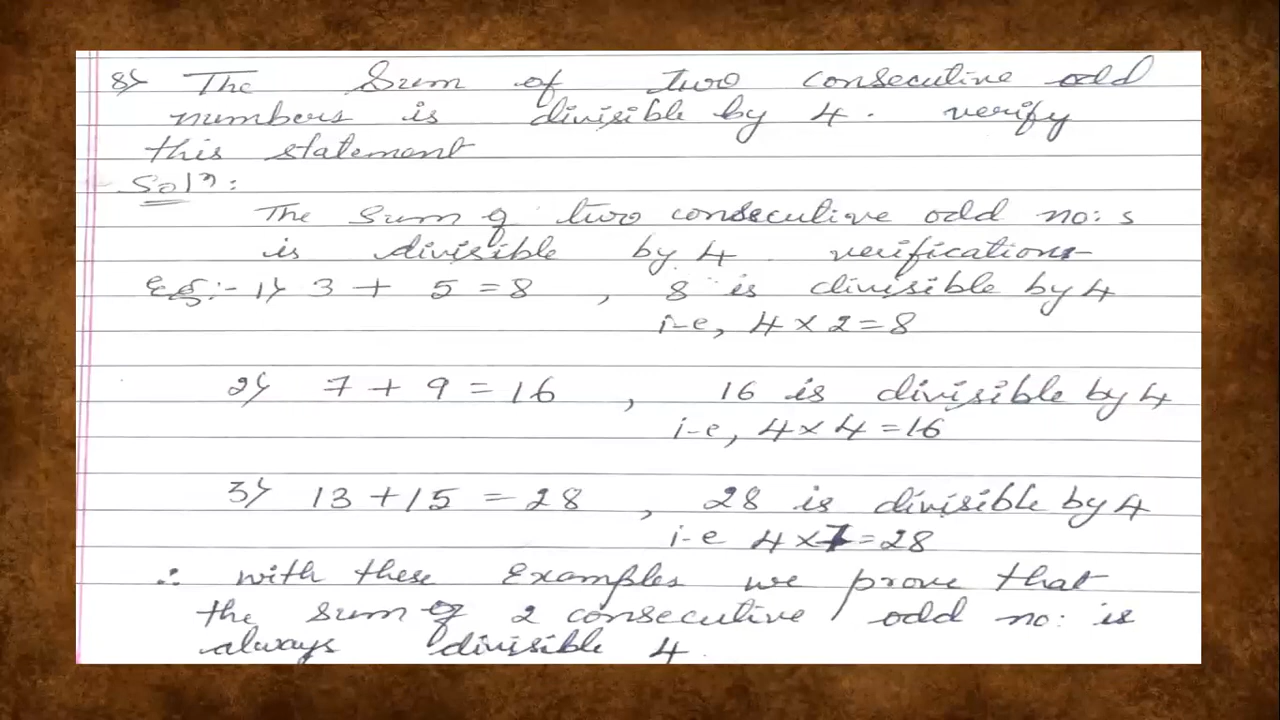 8) The Sum of two consecutive odd
numbers is divisible by 4. verify
this statement
Soln:
The sum of two consecutive odd no:s
is divisible by 4 verification:-
Eg:- 1) 3 + 5 = 8 , 8 is divisible by 4
i-e, 4 × 2 = 8
2) 7 + 9 = 16 , 16 is divisible by 4
i-e, 4 × 4 = 16
3) 13 + 15 = 28 , 28 is divisible by 4
i-e 4 × 7 = 28
∴ with these Examples we prove that
the sum of 2 consecutive odd no: is
always divisible 4.